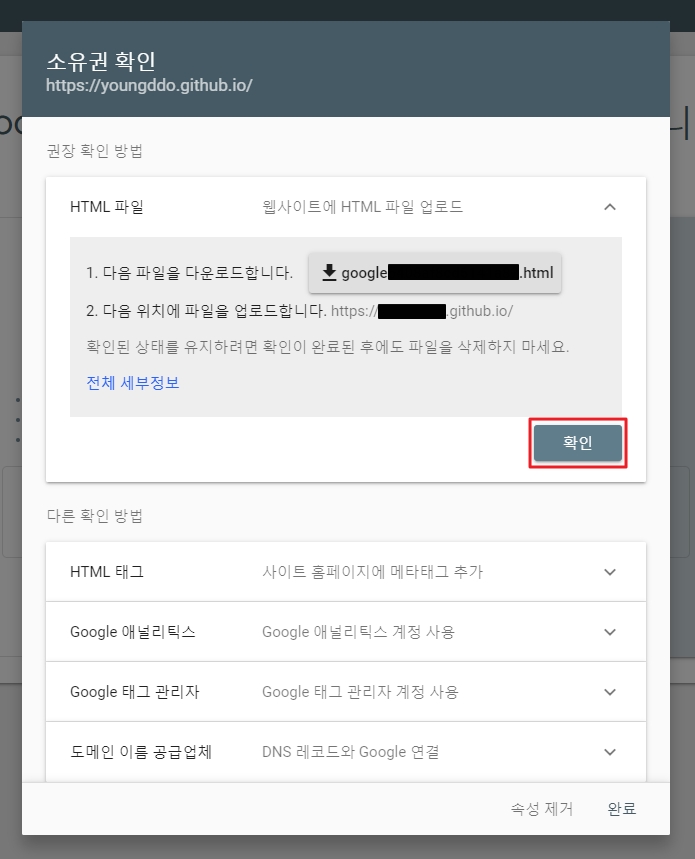 소유권 확인
https://youngddo.github.io/
권장 확인 방법
HTML 파일 웹사이트에 HTML 파일 업로드
1. 다음 파일을 다운로드합니다. google .html
2. 다음 위치에 파일을 업로드합니다. https:// .github.io/
확인된 상태를 유지하려면 확인이 완료된 후에도 파일을 삭제하지 마세요.
전체 세부정보
확인
다른 확인 방법
HTML 태그 사이트 홈페이지에 메타태그 추가
Google 애널리틱스 Google 애널리틱스 계정 사용
Google 태그 관리자 Google 태그 관리자 계정 사용
도메인 이름 공급업체 DNS 레코드와 Google 연결
속성 제거 완료